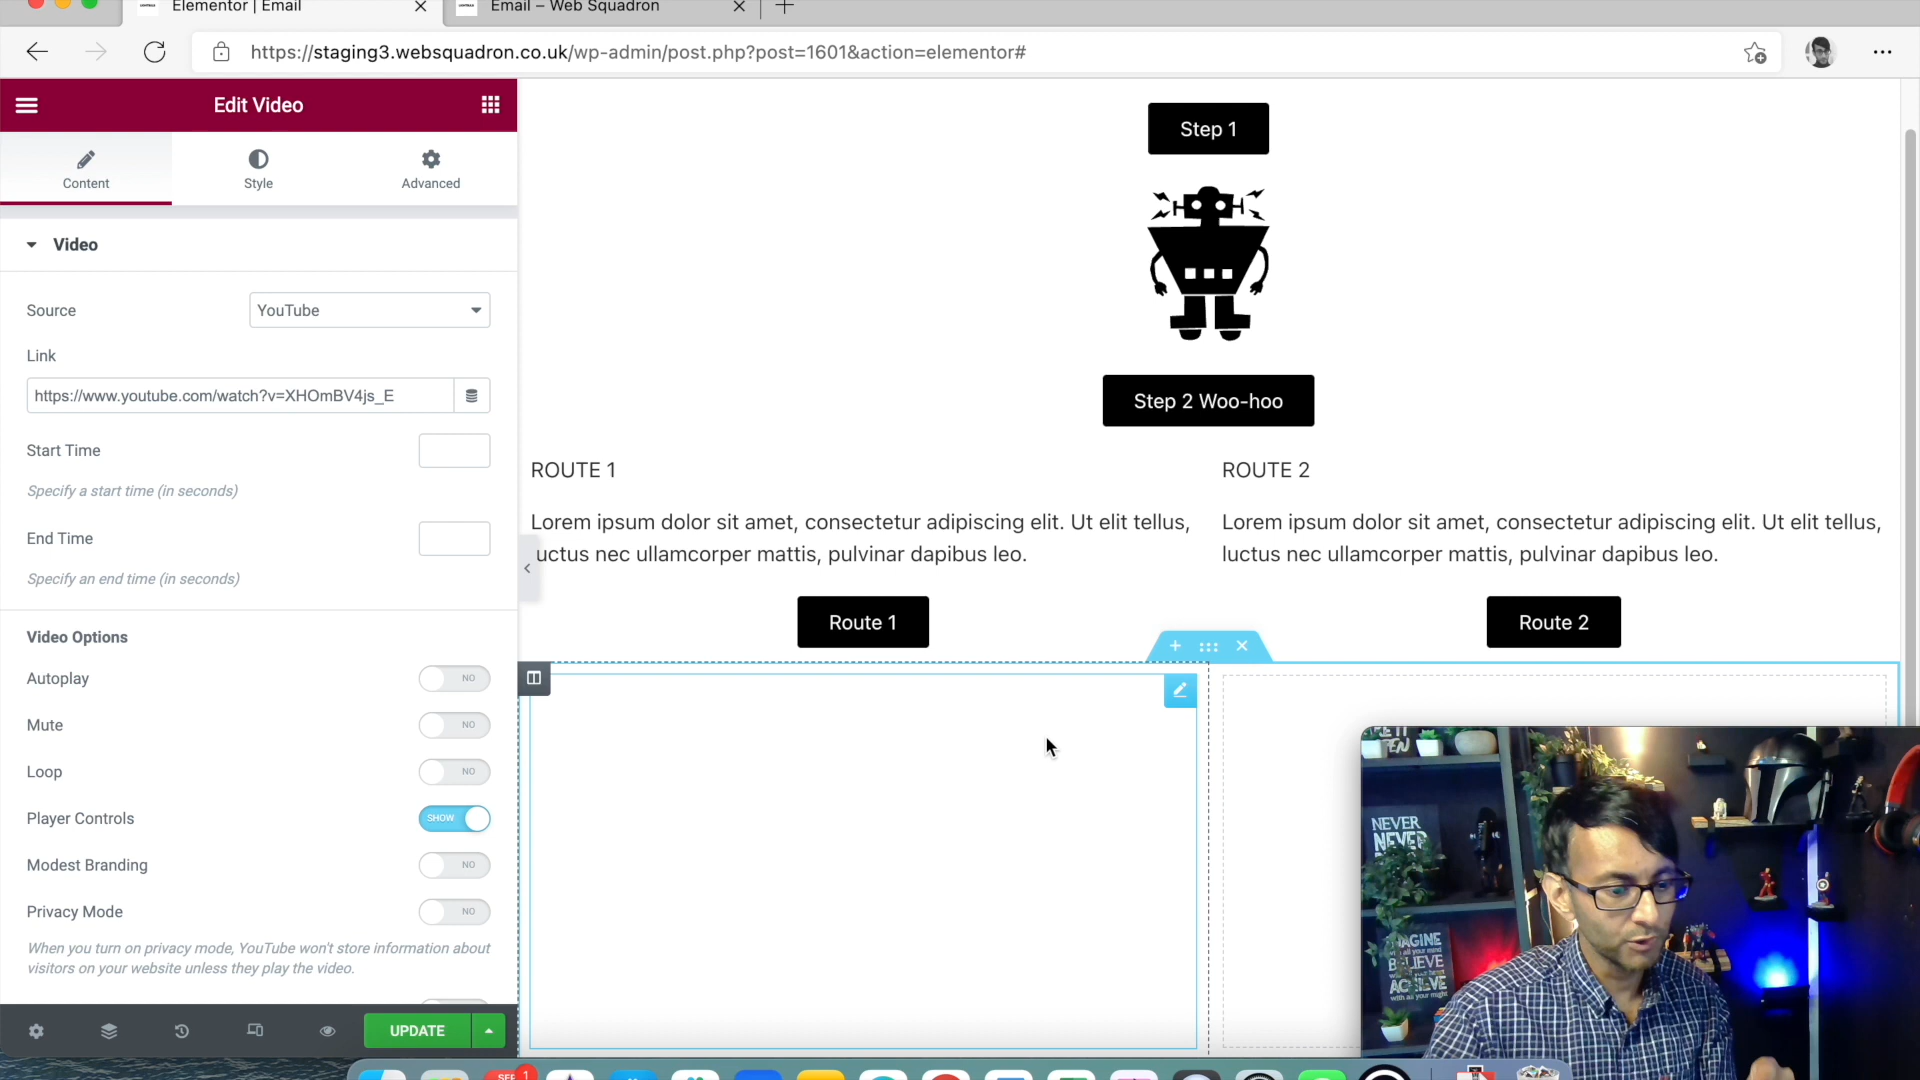 Elementor | Email
Email – Web Squadron
https://staging3.websquadron.co.uk/wp-admin/post.php?post=1601&action=elementor#
Edit Video
Content
Style
Advanced
Video
Source
YouTube
Link
https://www.youtube.com/watch?v=XHOmBV4js_E
Start Time
Specify a start time (in seconds)
End Time
Specify an end time (in seconds)
Video Options
Autoplay
NO
Mute
NO
Loop
NO
Player Controls
SHOW
Modest Branding
NO
Privacy Mode
NO
When you turn on privacy mode, YouTube won't store information about
visitors on your website unless they play the video.
UPDATE
Step 1
Step 2 Woo-hoo
ROUTE 1
Lorem ipsum dolor sit amet, consectetur adipiscing elit. Ut elit tellus,
uctus nec ullamcorper mattis, pulvinar dapibus leo.
Route 1
ROUTE 2
Lorem ipsum dolor sit amet, consectetur adipiscing elit. Ut elit tellus,
luctus nec ullamcorper mattis, pulvinar dapibus leo.
Route 2
NEVER
NEVER
BELIEVE
ACHIEVE
SEP
1